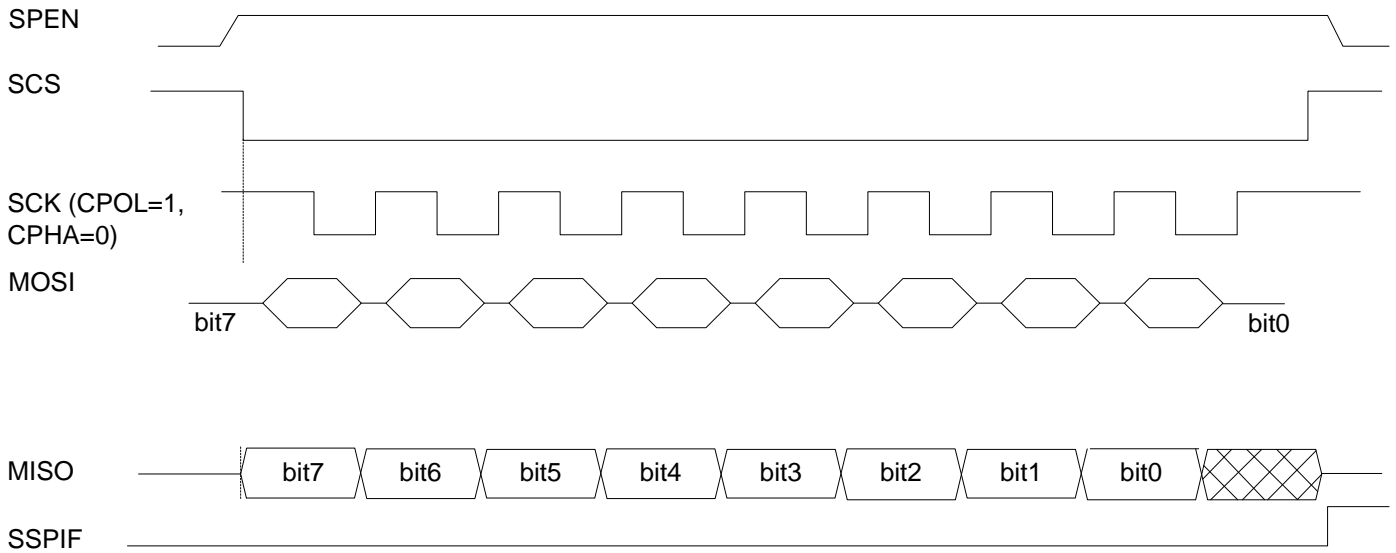 SPEN
SCS
SCK (CPOL=1,
CPHA=0)
MOSI
bit7
bit0
MISO
bit7 bit6 bit5 bit4 bit3 bit2 bit1 bit0
SSPIF